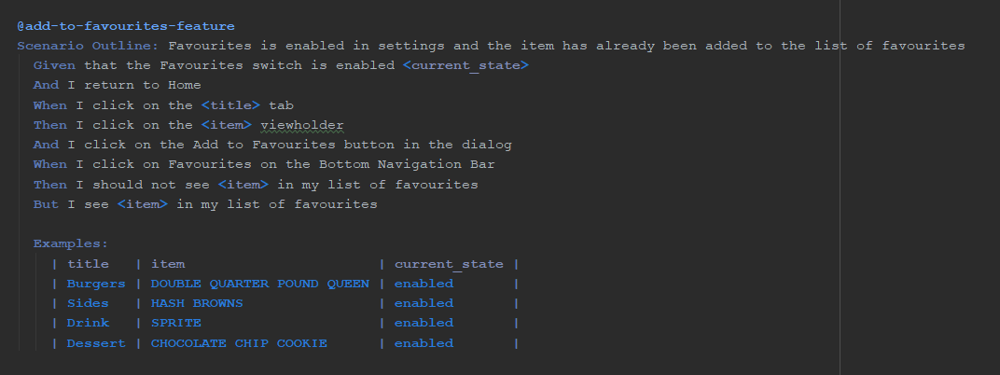 @add-to-favourites-feature
Scenario Outline: Favourites is enabled in settings and the item has already been added to the list of favourites
Given that the Favourites switch is enabled <current_state>
And I return to Home
When I click on the <title> tab
Then I click on the <item> viewholder
And I click on the Add to Favourites button in the dialog
When I click on Favourites on the Bottom Navigation Bar
Then I should not see <item> in my list of favourites
But I see <item> in my list of favourites
Examples:
| title | item | current_state |
| Burgers | DOUBLE QUARTER POUND QUEEN | enabled |
| Sides | HASH BROWNS | enabled |
| Drink | SPRITE | enabled |
| Dessert | CHOCOLATE CHIP COOKIE | enabled |